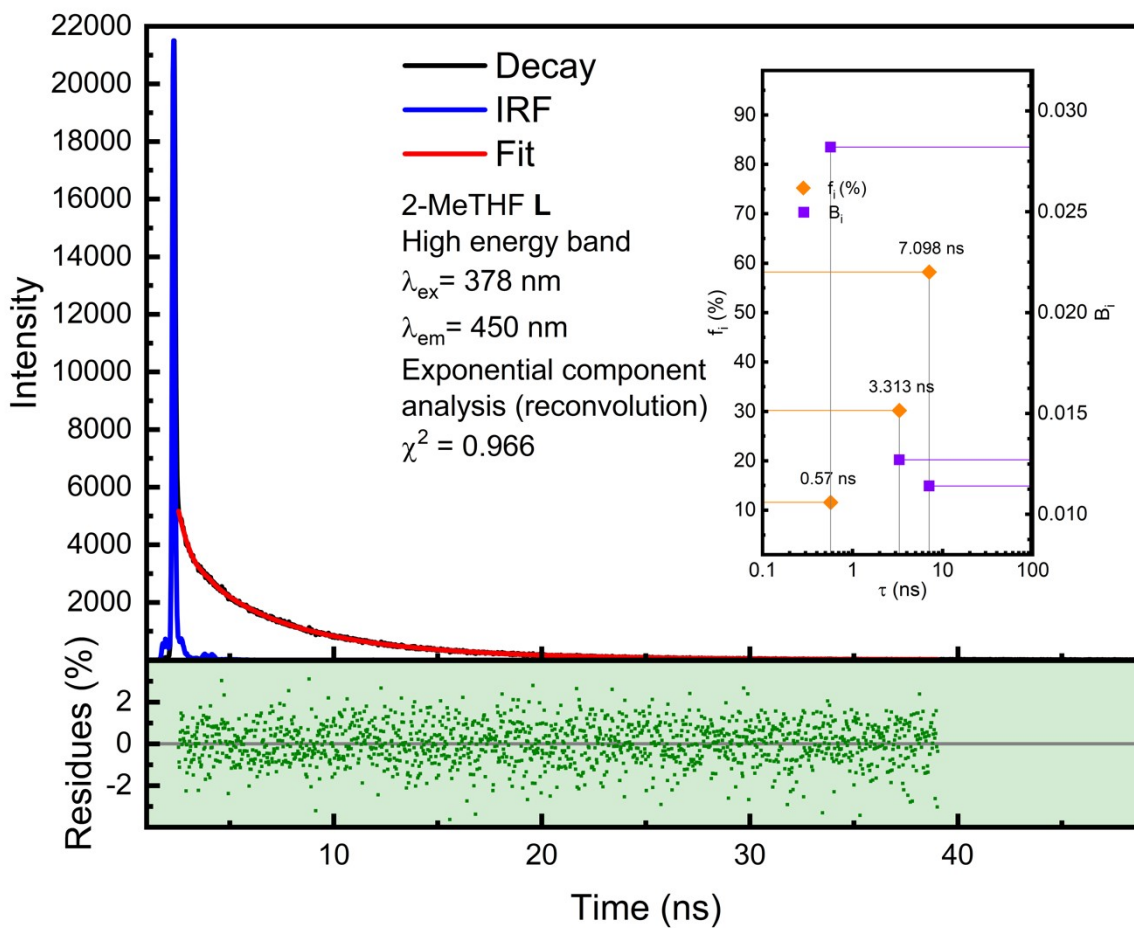 22000
20000
18000
16000
14000
12000
10000
8000
6000
4000
2000
Intensity
Decay
IRF
Fit
2-MeTHF L
High energy band
λex= 378 nm
λem= 450 nm
Exponential component
analysis (reconvolution)
χ² = 0.966
90
80
70
60
50
40
30
20
10
fi (%)
fi (%)
Bi
7.098 ns
3.313 ns
0.57 ns
0.030
0.025
0.020
0.015
0.010
Bi
0.1 1 10 100
τ (ns)
2
0
-2
Residues (%)
10 20 30 40
Time (ns)